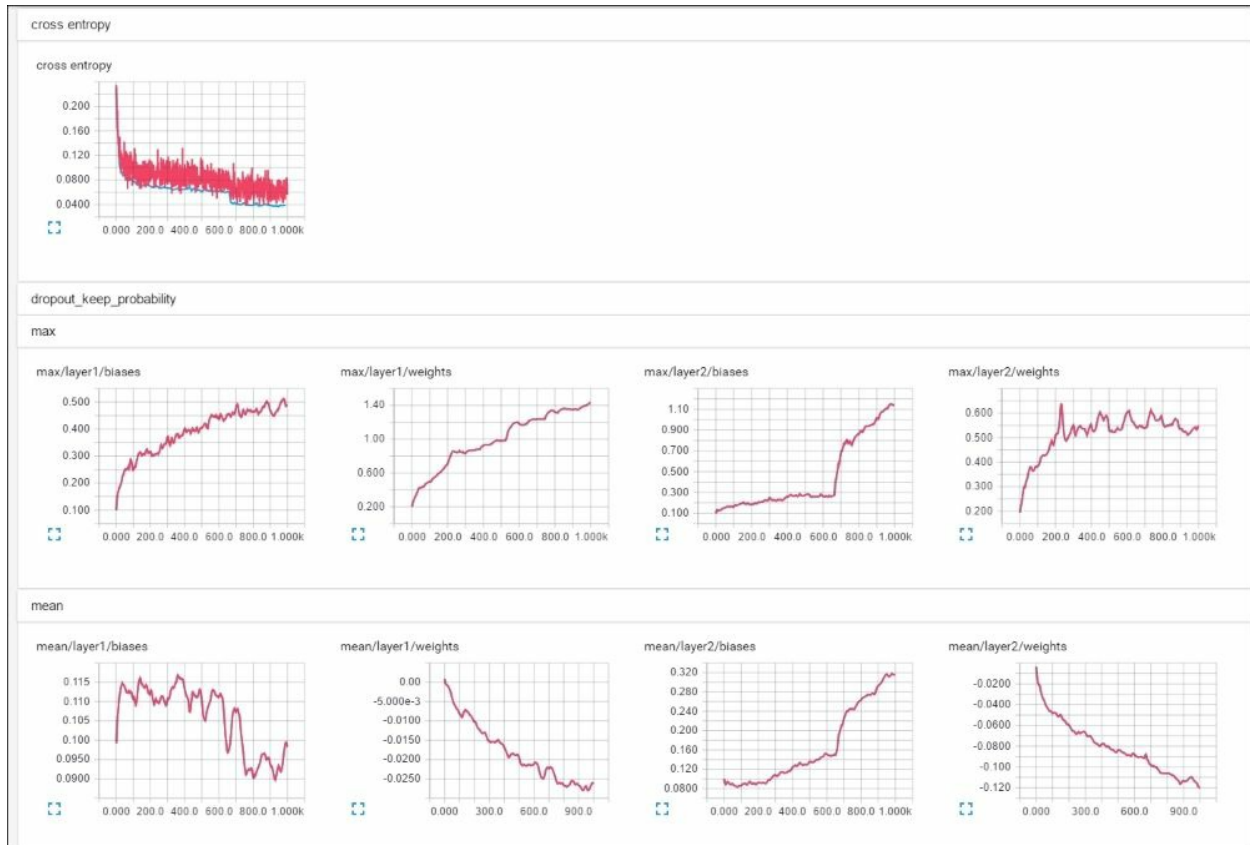 cross entropy
cross entropy
0.200
0.160
0.120
0.0800
0.0400
0.000 200.0 400.0 600.0 800.0 1.000k
dropout_keep_probability
max
max/layer1/biases
0.500
0.400
0.300
0.200
0.100
0.000 200.0 400.0 600.0 800.0 1.000k
max/layer1/weights
1.40
1.00
0.600
0.200
0.000 200.0 400.0 600.0 800.0 1.000k
max/layer2/biases
1.10
0.900
0.700
0.500
0.300
0.100
0.000 200.0 400.0 600.0 800.0 1.000k
max/layer2/weights
0.600
0.500
0.400
0.300
0.200
0.000 200.0 400.0 600.0 800.0 1.000k
mean
mean/layer1/biases
0.115
0.110
0.105
0.100
0.0950
0.0900
0.000 200.0 400.0 600.0 800.0 1.000k
mean/layer1/weights
0.00
-5.000e-3
-0.0100
-0.0150
-0.0200
-0.0250
0.000 300.0 600.0 900.0
mean/layer2/biases
0.320
0.280
0.240
0.200
0.160
0.120
0.0800
0.000 200.0 400.0 600.0 800.0 1.000k
mean/layer2/weights
-0.0200
-0.0400
-0.0600
-0.0800
-0.100
-0.120
0.000 300.0 600.0 900.0